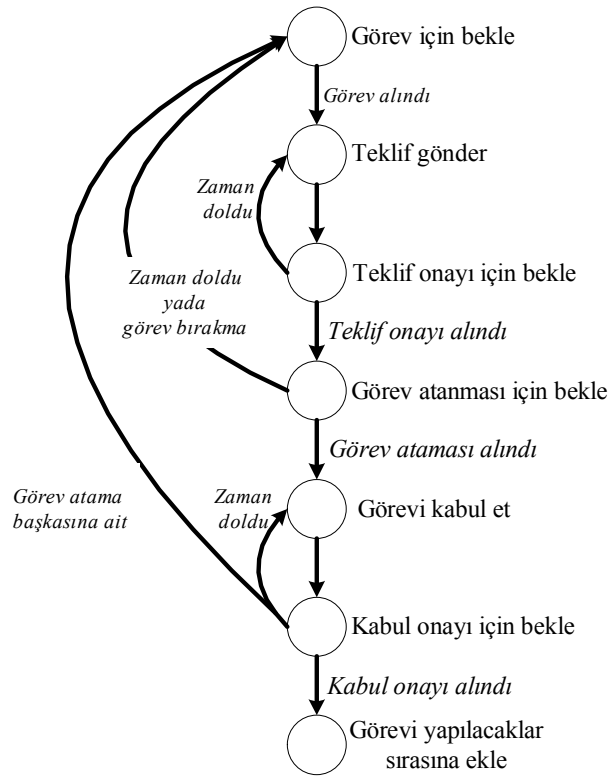 Görev için bekle
Görev alındı
Teklif gönder
Zaman
doldu
Teklif onayı için bekle
Zaman doldu
yada
görev bırakma
Teklif onayı alındı
Görev atanması için bekle
Görev ataması alındı
Görev atama
başkasına ait
Zaman
doldu
Görevi kabul et
Kabul onayı için bekle
Kabul onayı alındı
Görevi yapılacaklar
sırasına ekle